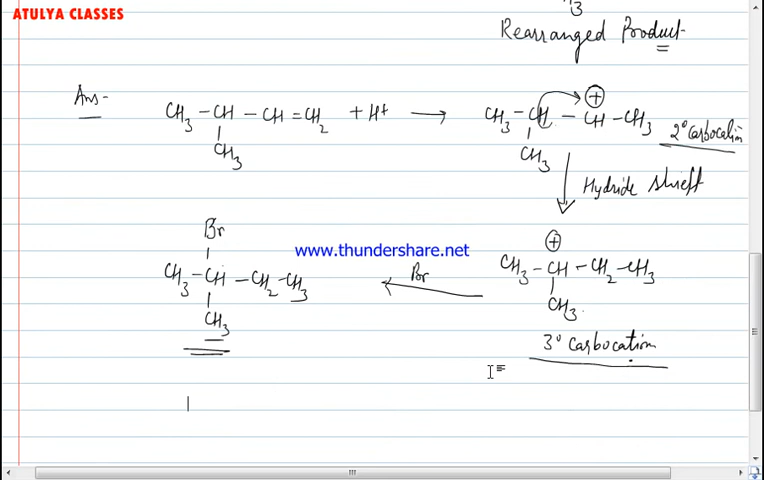 ATULYA CLASSES
3
Rearranged Product
Ans-
CH3 - CH - CH = CH2 + H+ → CH3 - CH - CH - CH3
CH3
CH3
⊕
2° Carbocation
Hydride shift
Br
⊕
www.thundershare.net
CH3 - CH - CH2 - CH3
Br
CH3 - CH - CH2 - CH3
CH3
CH3
3° Carbocation